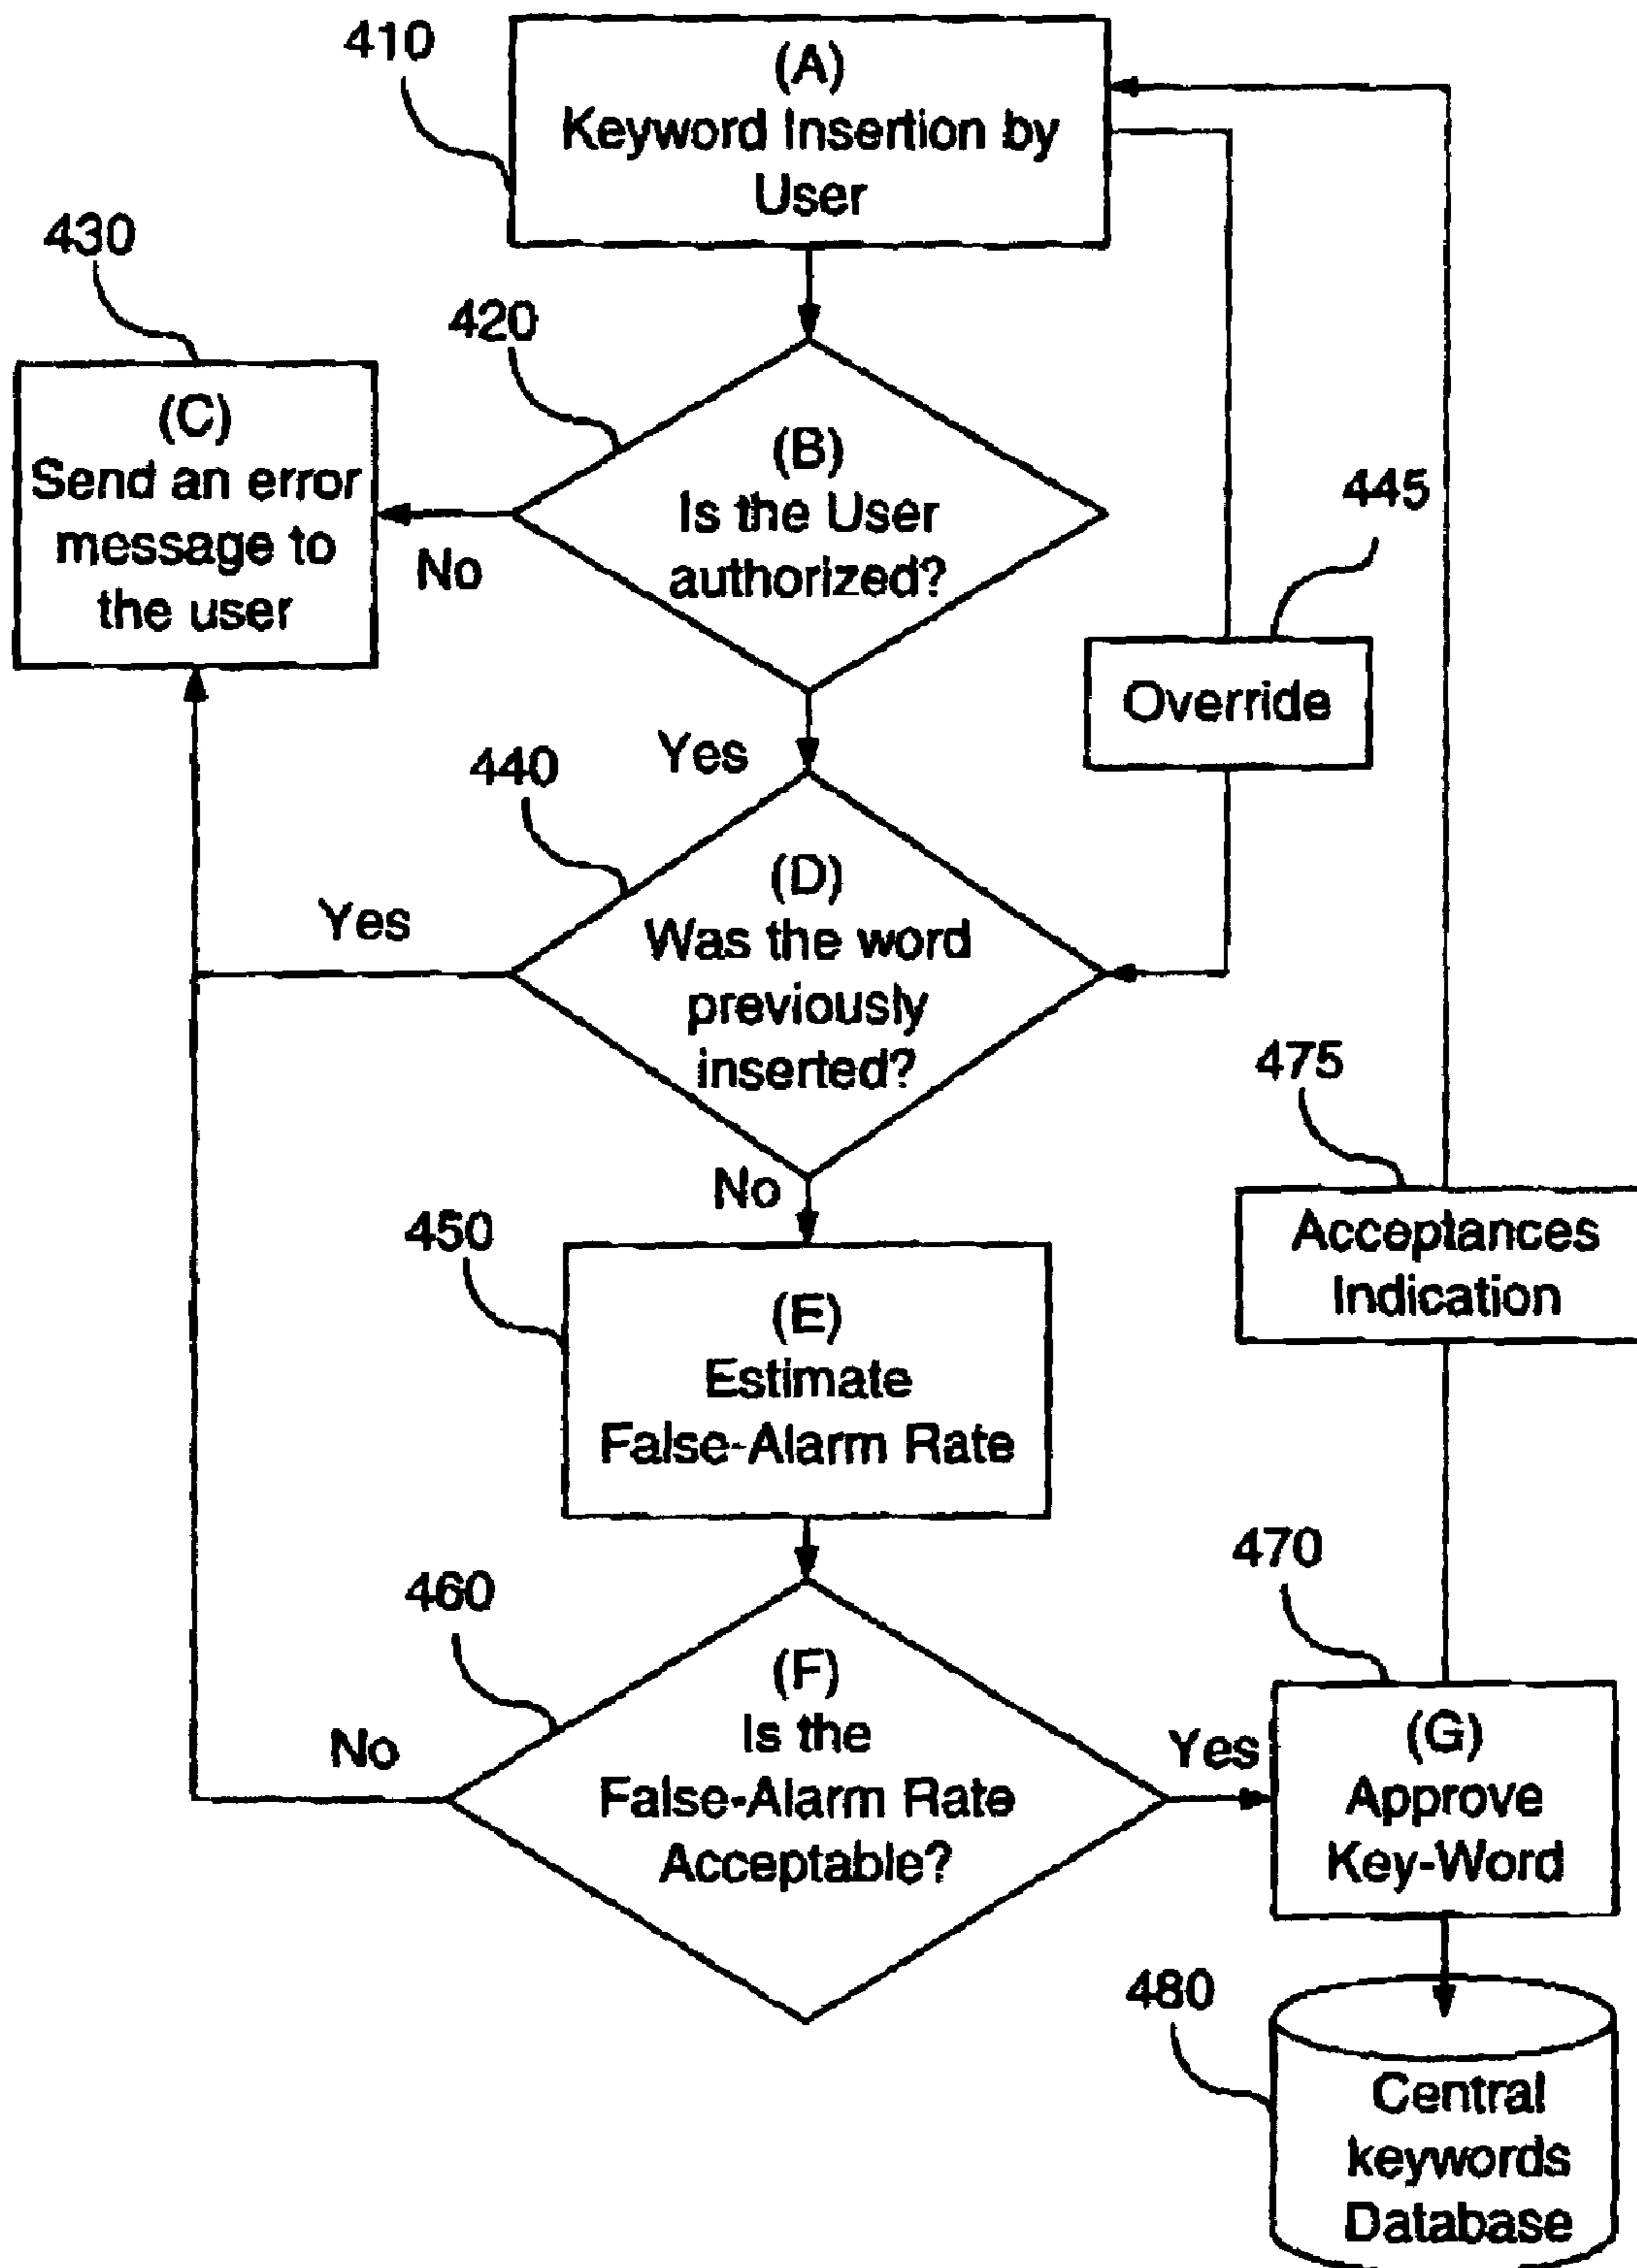 410
(A)
Keyword Insertion by
User
430
420
(C)
Send an error
message to
the user
(B)
Is the User
authorized?
No
445
Override
Yes
440
(D)
Was the word
previously
inserted?
Yes
475
Acceptances
Indication
No
450
(E)
Estimate
False-Alarm Rate
470
460
(F)
Is the
False-Alarm Rate
Acceptable?
No
Yes
(G)
Approve
Key-Word
480
Central
keywords
Database